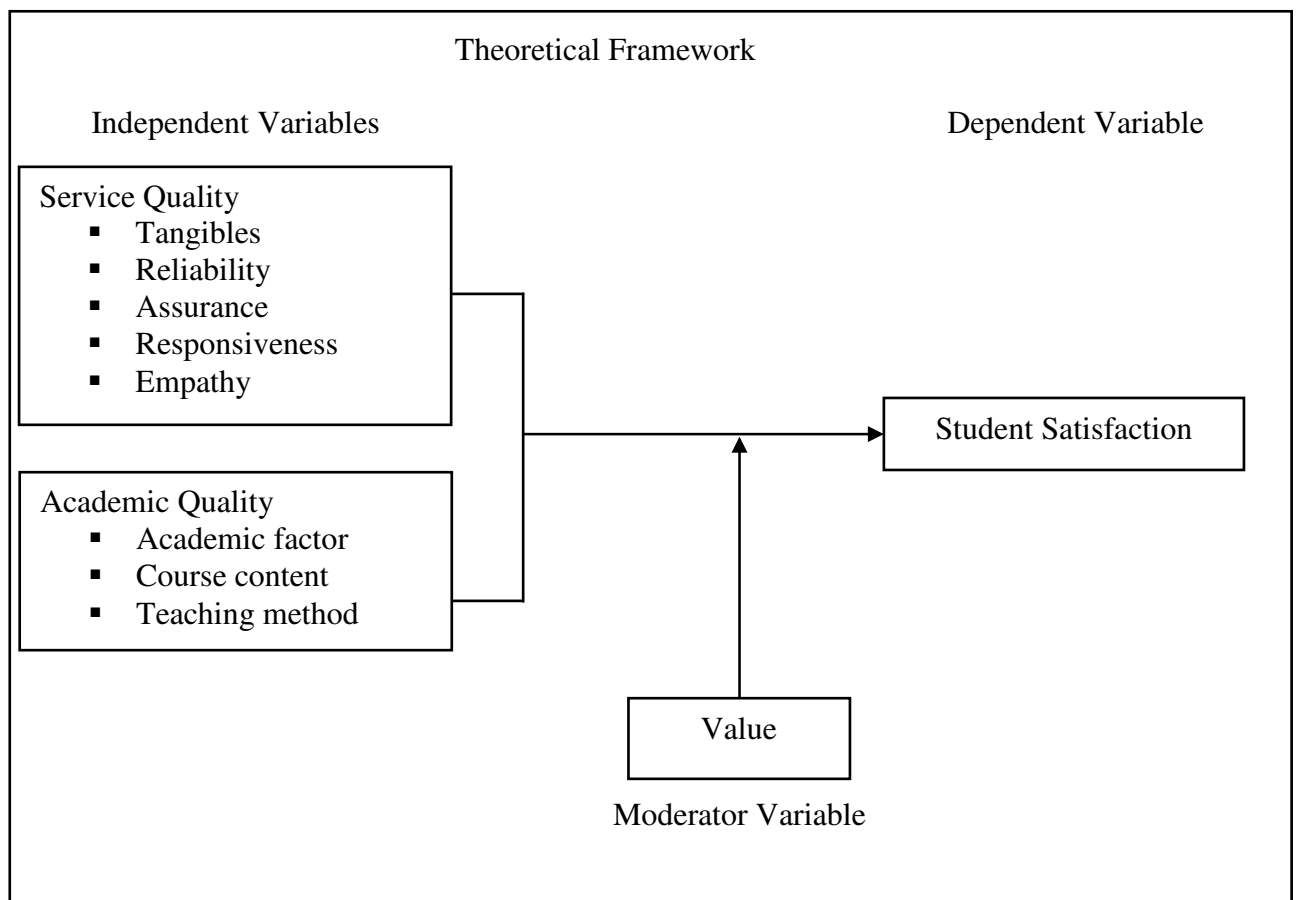 Theoretical Framework
Independent Variables
Dependent Variable
Service Quality
▪ Tangibles
▪ Reliability
▪ Assurance
▪ Responsiveness
▪ Empathy
Student Satisfaction
Academic Quality
▪ Academic factor
▪ Course content
▪ Teaching method
Value
Moderator Variable